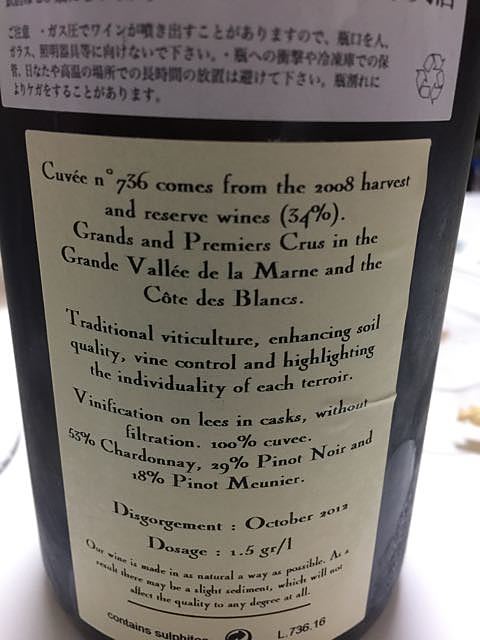 ご注意 ・ガス圧でワインが噴き出すことがありますので、瓶口を人、
ガラス、照明器具等に向けないで下さい。・瓶への衝撃や冷凍庫での保
管、日なたや高温の場所での長時間の放置は避けて下さい。瓶割れに
よりケガをすることがあります。
Cuvée n°736 comes from the 2008 harvest
and reserve wines (34%).
Grands and Premiers Crus in the
Grande Vallée de la Marne and the
Côte des Blancs.
Traditional viticulture, enhancing soil
quality, vine control and highlighting
the individuality of each terroir.
Vinification on lees in casks, without
filtration. 100% cuvee.
53% Chardonnay, 29% Pinot Noir and
18% Pinot Meunier.
Disgorgement : October 2012
Dosage : 1.5 gr/l
Our wine is made in as natural a way as possible. As a
result there may be a slight sediment, which will not
affect the quality to any degree at all.
contains sulphites
L.736.16